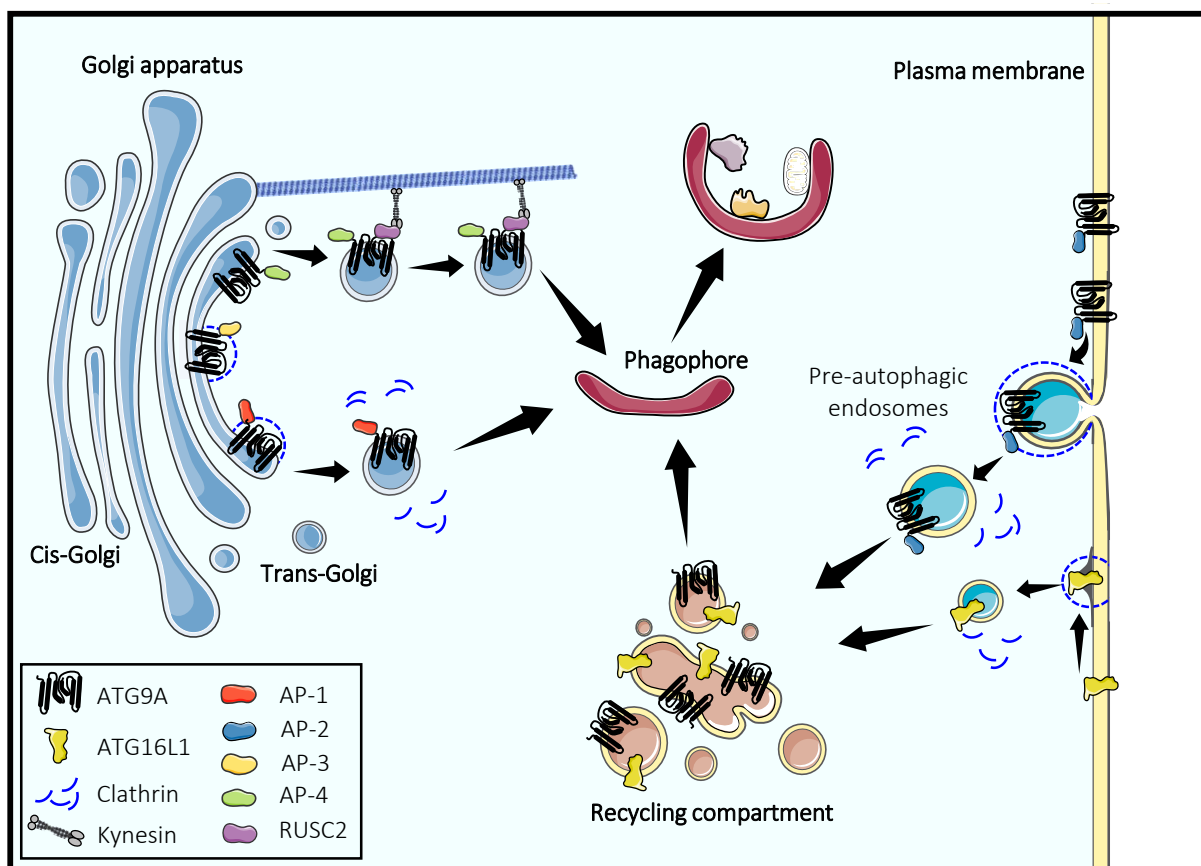 Golgi apparatus
Plasma membrane
Phagophore
Pre-autophagic
endosomes
Cis-Golgi
Trans-Golgi
Recycling compartment
ATG9A
ATG16L1
Clathrin
Kynesin
AP-1
AP-2
AP-3
AP-4
RUSC2